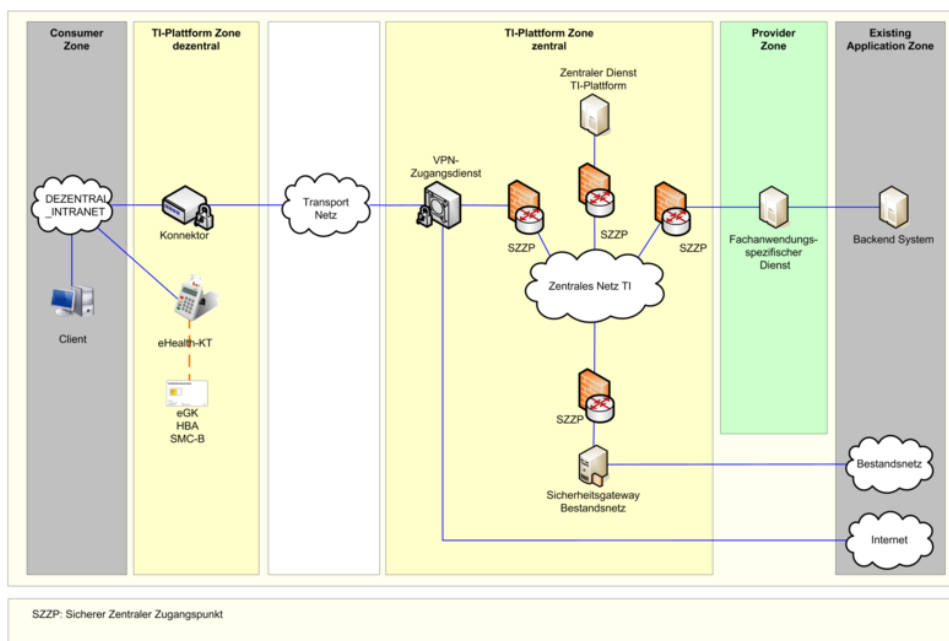 Consumer
Zone
TI-Plattform Zone
dezentral
TI-Plattform Zone
zentral
Provider
Zone
Existing
Application Zone
Zentraler Dienst
TI-Plattform
VPN-
Zugangsdienst
DEZENTRAL
_INTRANET
Konnektor
Transport
Netz
SZZP
SZZP
SZZP
Fachanwendungs-
spezifischer
Dienst
Backend System
Zentrales Netz TI
Client
eHealth-KT
eGK
HBA
SMC-B
SZZP
Sicherheitsgateway
Bestandsnetz
Bestandsnetz
Internet
SZZP: Sicherer Zentraler Zugangspunkt